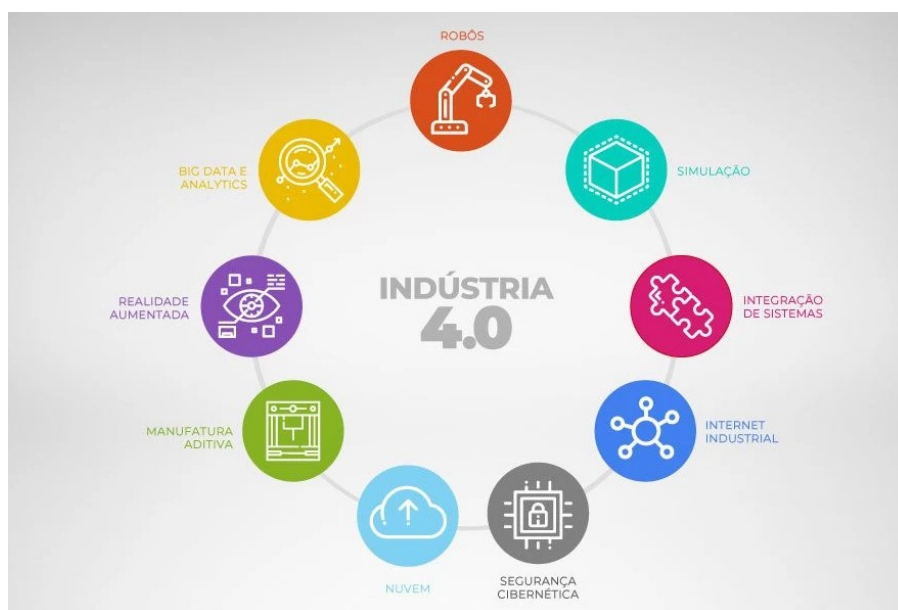 ROBÔS
SIMULAÇÃO
INTEGRAÇÃO
DE SISTEMAS
INTERNET
INDUSTRIAL
SEGURANÇA
CIBERNÉTICA
NUVEM
MANUFATURA
ADITIVA
REALIDADE
AUMENTADA
BIG DATA E
ANALYTICS
INDÚSTRIA
4.0